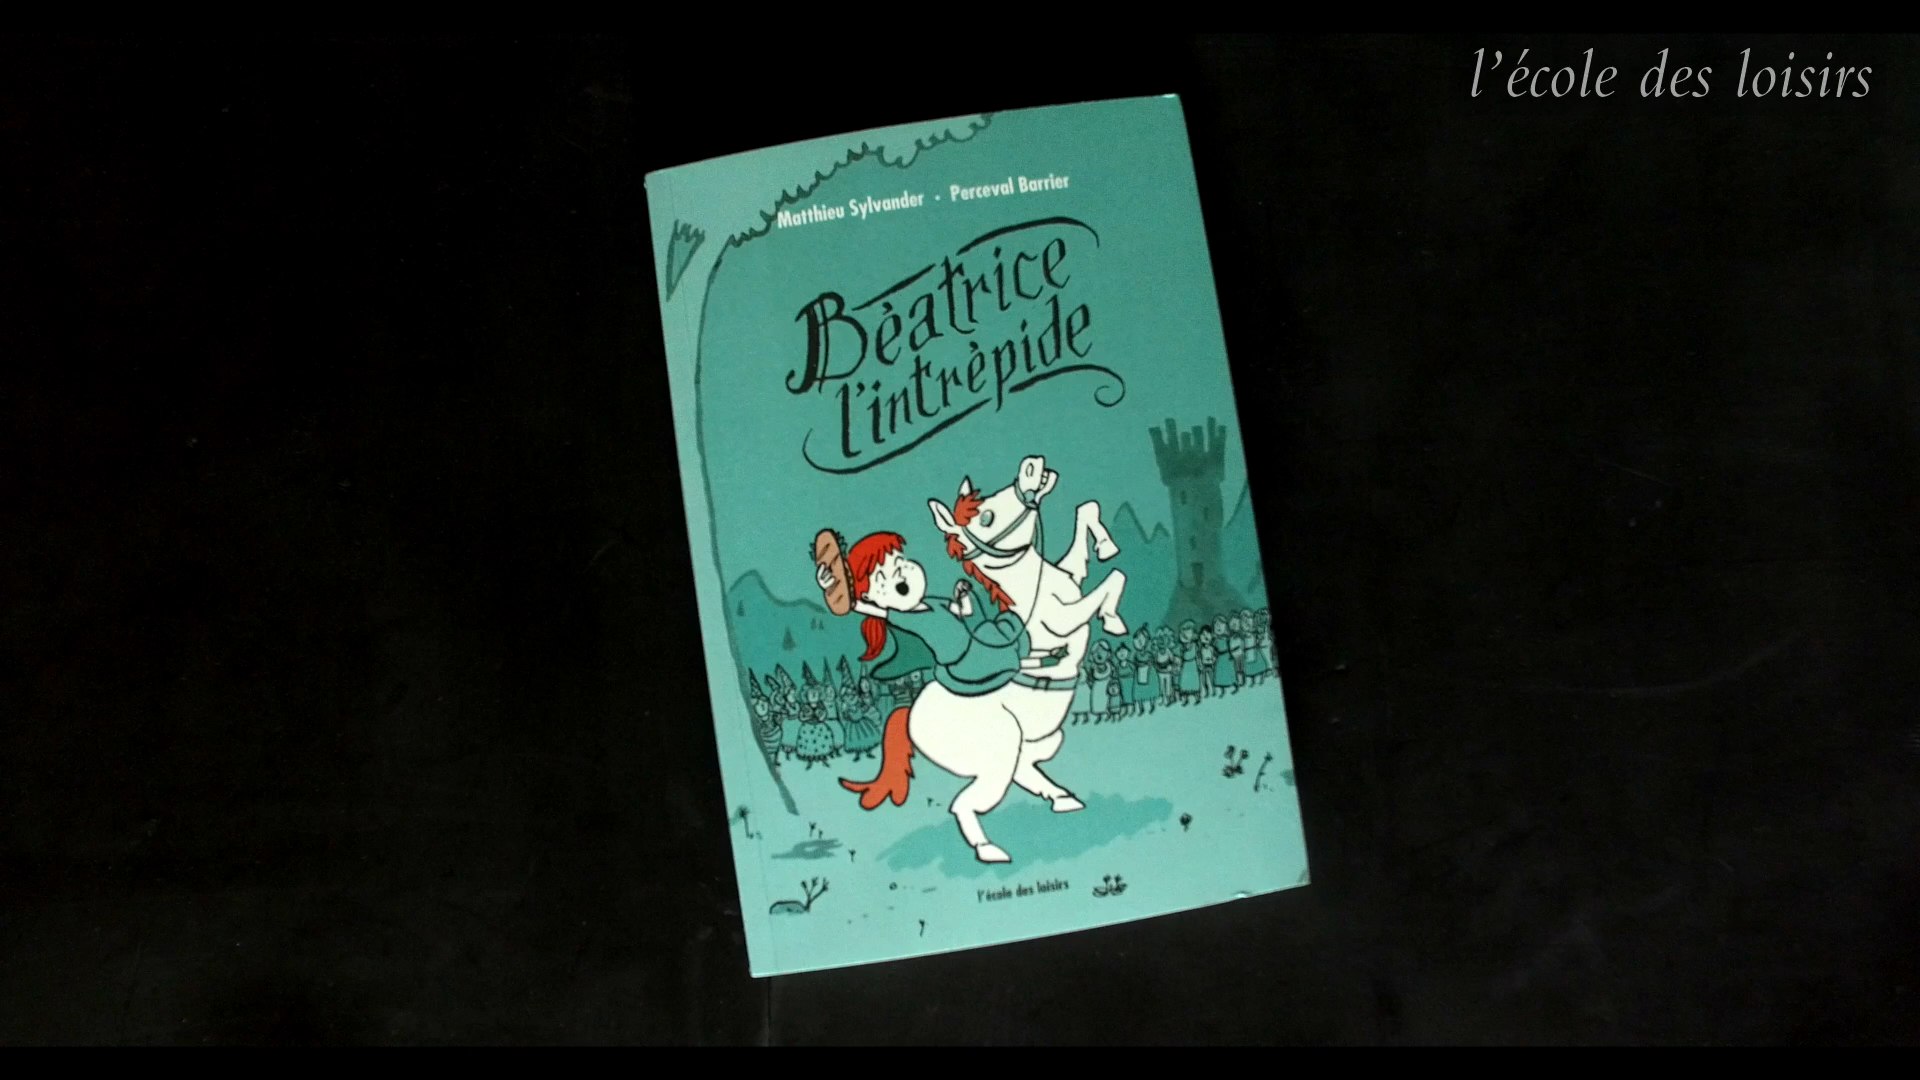 l'école des loisirs
Matthieu Sylvander • Perceval Barrier
Béatrice
l'intrépide
l'école des loisirs